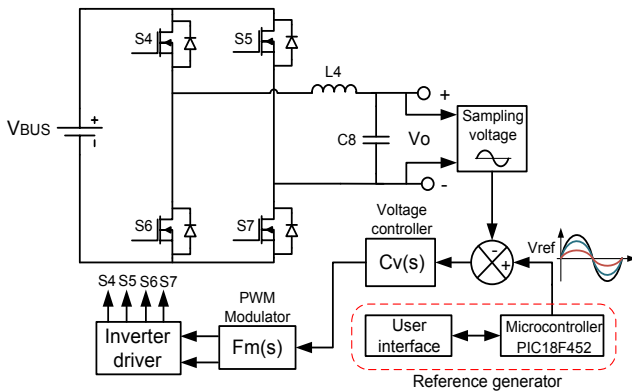 S4
S5
L4
+
VBUS
+
-
C8
Vo
Sampling
voltage
-
S6
S7
Voltage
controller
Cv(s)
-
+
Vref
S4 S5 S6 S7
PWM
Modulator
Inverter
driver
Fm(s)
User
interface
Microcontroller
PIC18F452
Reference generator